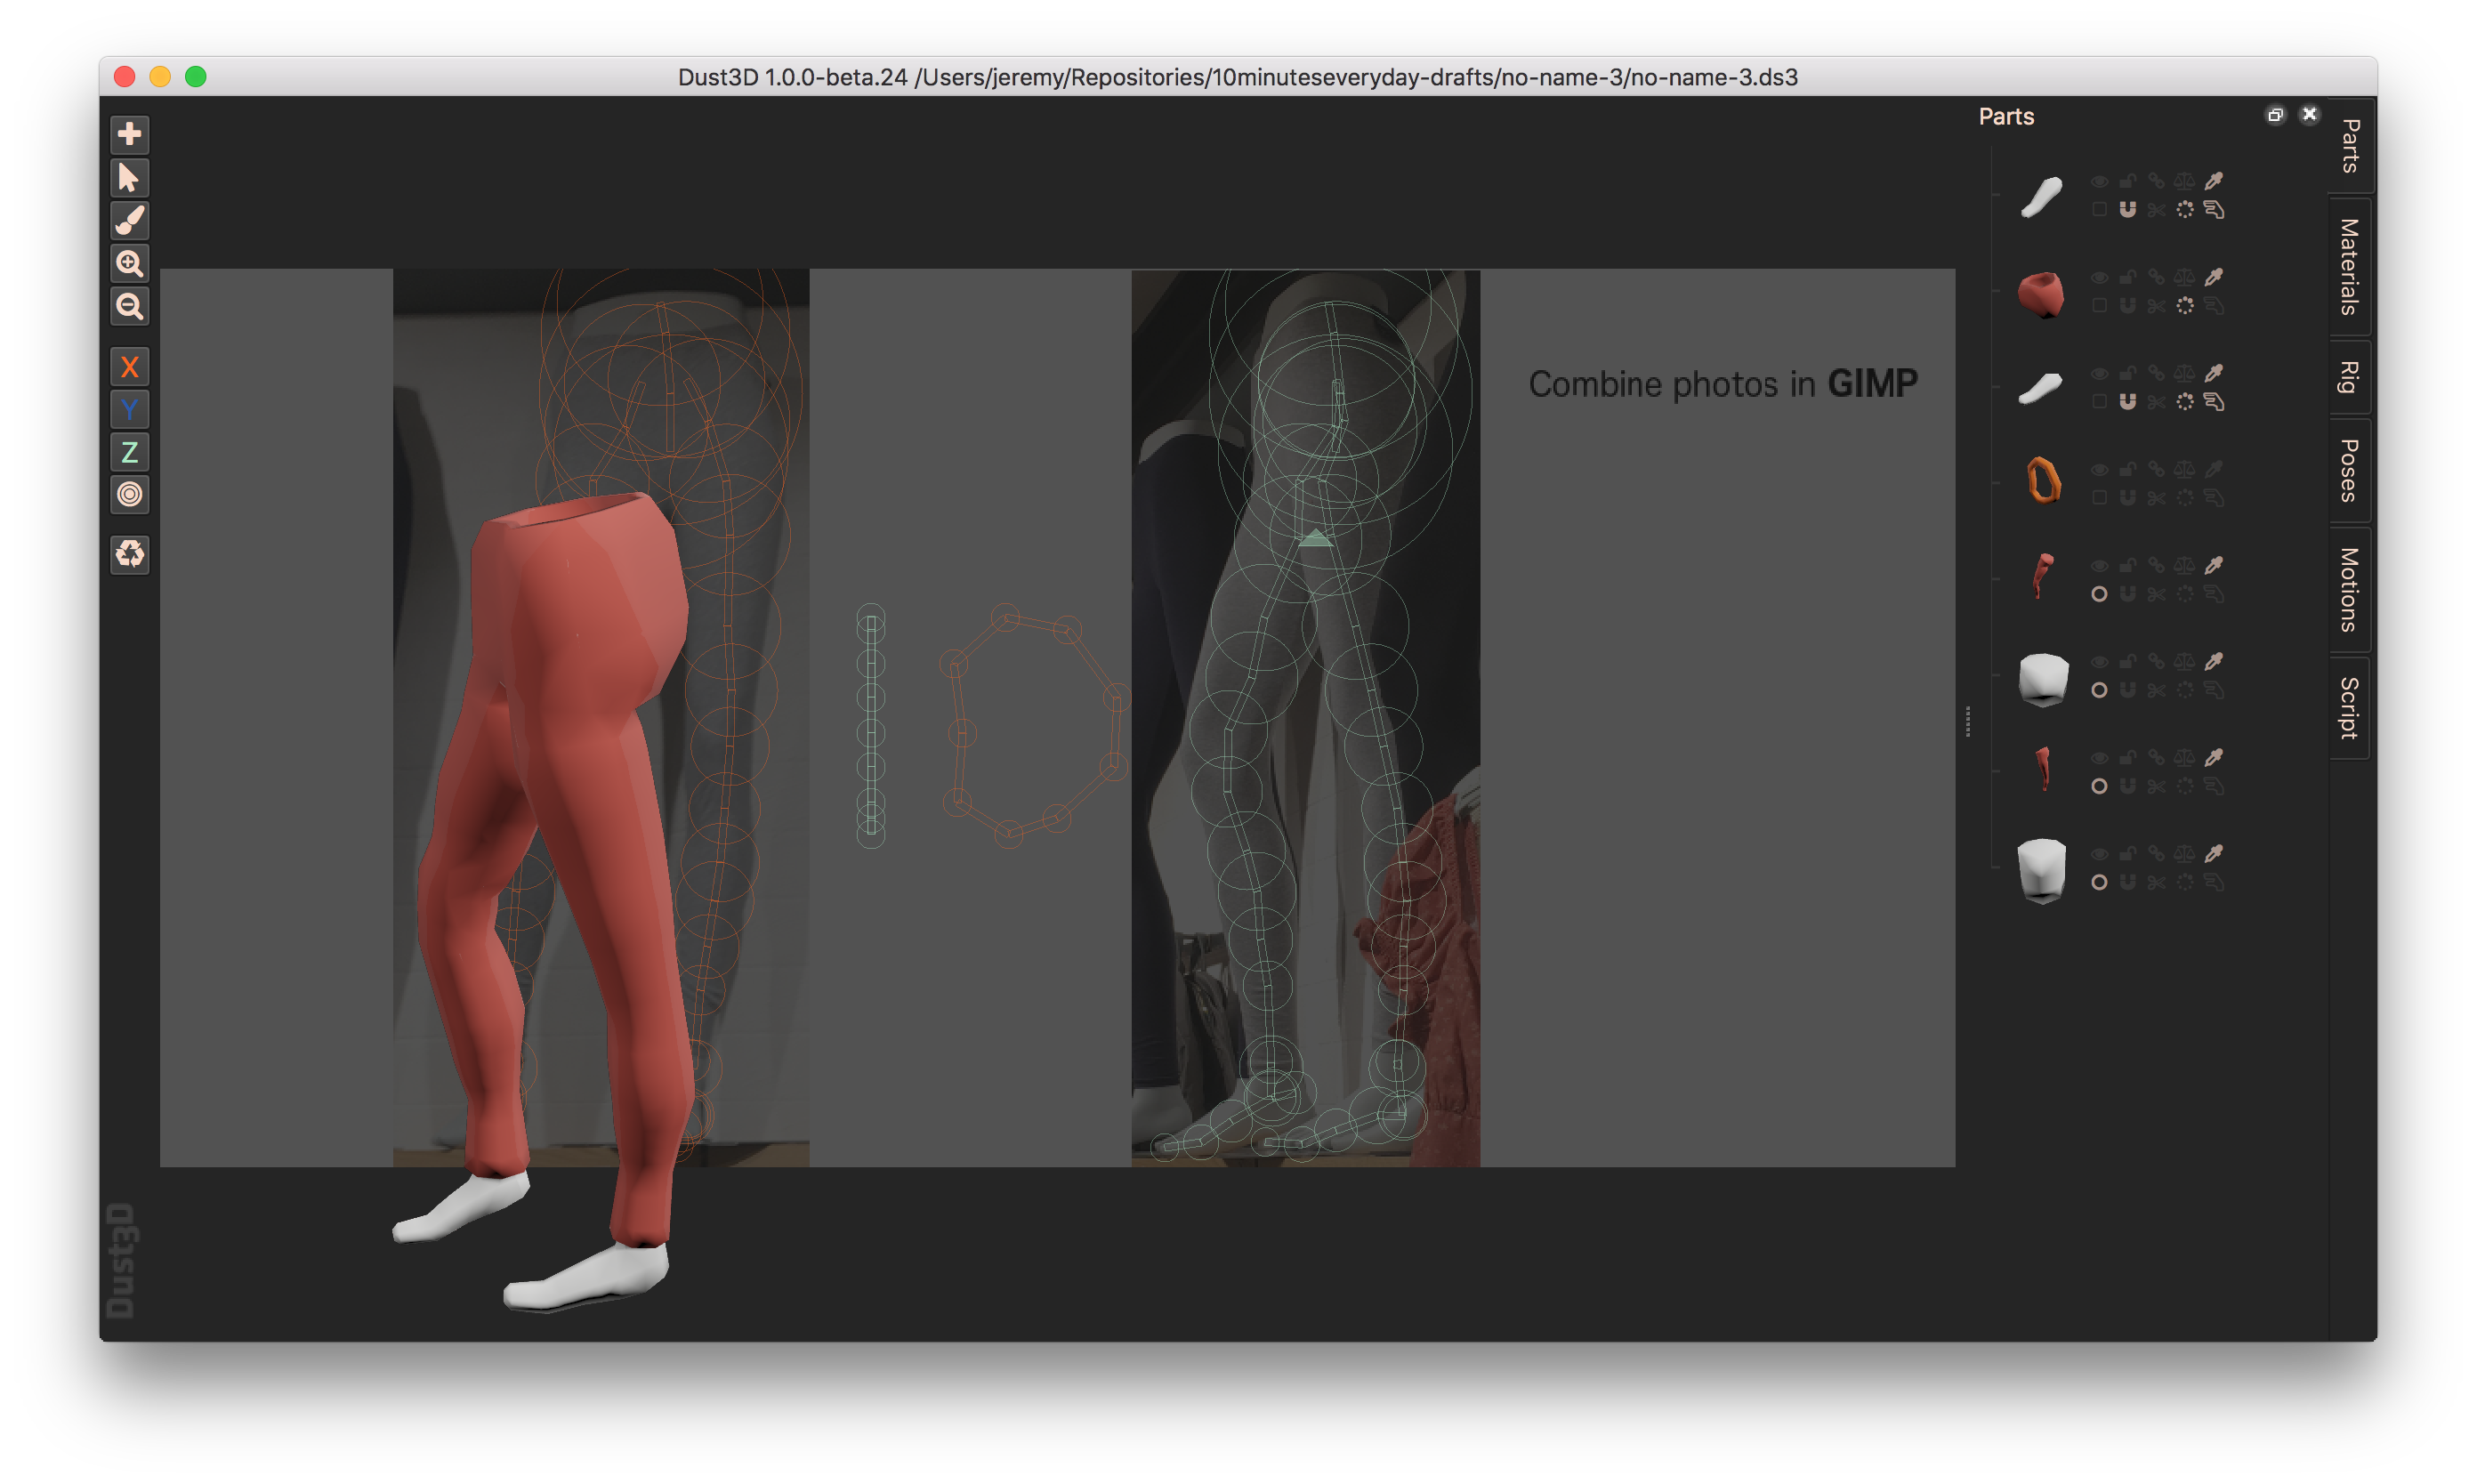 Dust3D 1.0.0-beta.24 /Users/jeremy/Repositories/10minuteseveryday-drafts/no-name-3/no-name-3.ds3
Parts
Parts
Materials
Rig
Poses
Motions
Script
X
Y
Z
Combine photos in GIMP
Dust3D